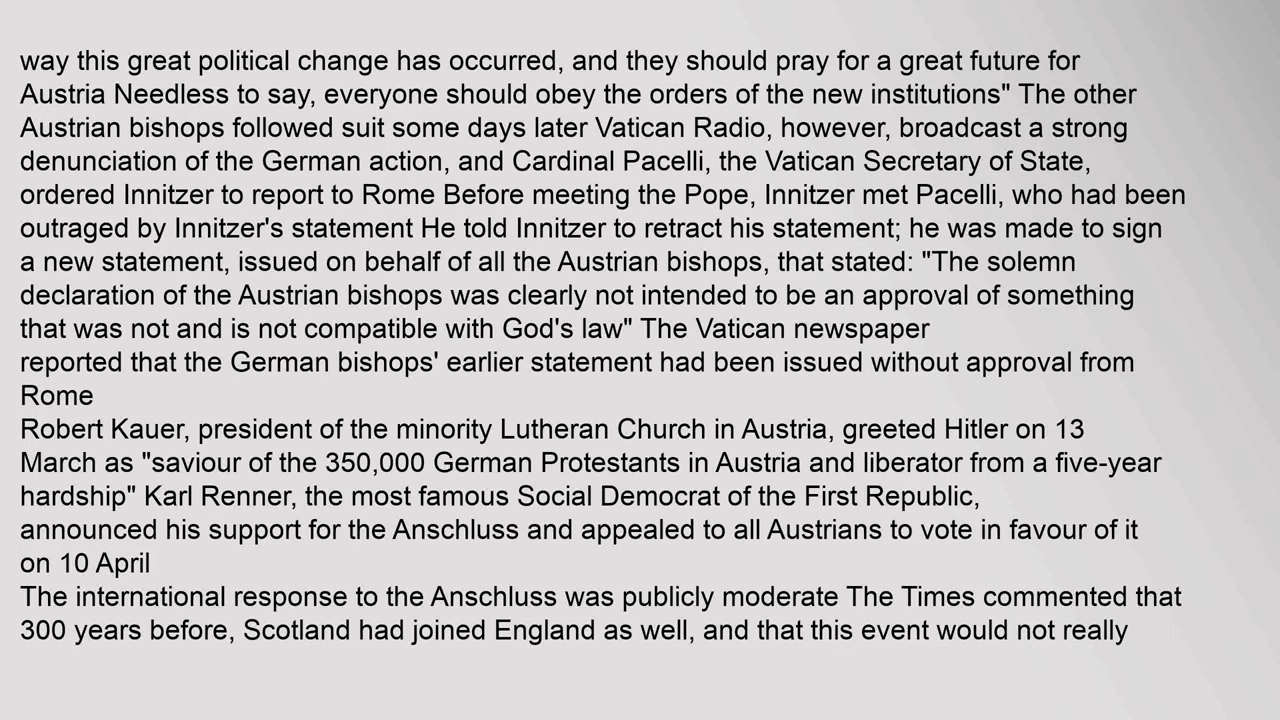 way this great political change has occurred, and they should pray for a great future for
Austria Needless to say, everyone should obey the orders of the new institutions" The other
Austrian bishops followed suit some days later Vatican Radio, however, broadcast a strong
denunciation of the German action, and Cardinal Pacelli, the Vatican Secretary of State,
ordered Innitzer to report to Rome Before meeting the Pope, Innitzer met Pacelli, who had been
outraged by Innitzer's statement He told Innitzer to retract his statement; he was made to sign
a new statement, issued on behalf of all the Austrian bishops, that stated: "The solemn
declaration of the Austrian bishops was clearly not intended to be an approval of something
that was not and is not compatible with God's law" The Vatican newspaper
reported that the German bishops' earlier statement had been issued without approval from
Rome
Robert Kauer, president of the minority Lutheran Church in Austria, greeted Hitler on 13
March as "saviour of the 350,000 German Protestants in Austria and liberator from a five-year
hardship" Karl Renner, the most famous Social Democrat of the First Republic,
announced his support for the Anschluss and appealed to all Austrians to vote in favour of it
on 10 April
The international response to the Anschluss was publicly moderate The Times commented that
300 years before, Scotland had joined England as well, and that this event would not really